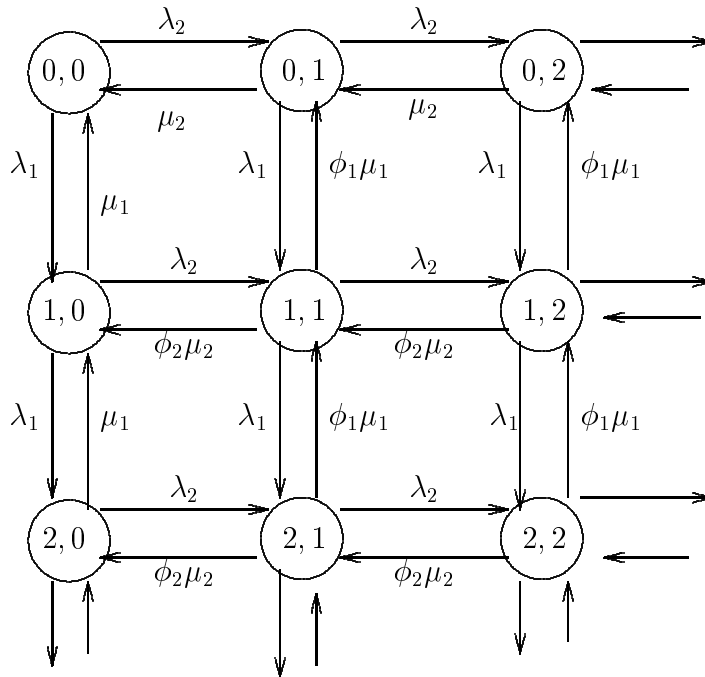 λ₂ λ₂
0, 0 0, 1 0, 2
μ₂ μ₂
λ₁ μ₁ λ₁ ϕ₁μ₁ λ₁ ϕ₁μ₁
λ₂ λ₂
1, 0 1, 1 1, 2
ϕ₂μ₂ ϕ₂μ₂
λ₁ μ₁ λ₁ ϕ₁μ₁ λ₁ ϕ₁μ₁
λ₂ λ₂
2, 0 2, 1 2, 2
ϕ₂μ₂ ϕ₂μ₂